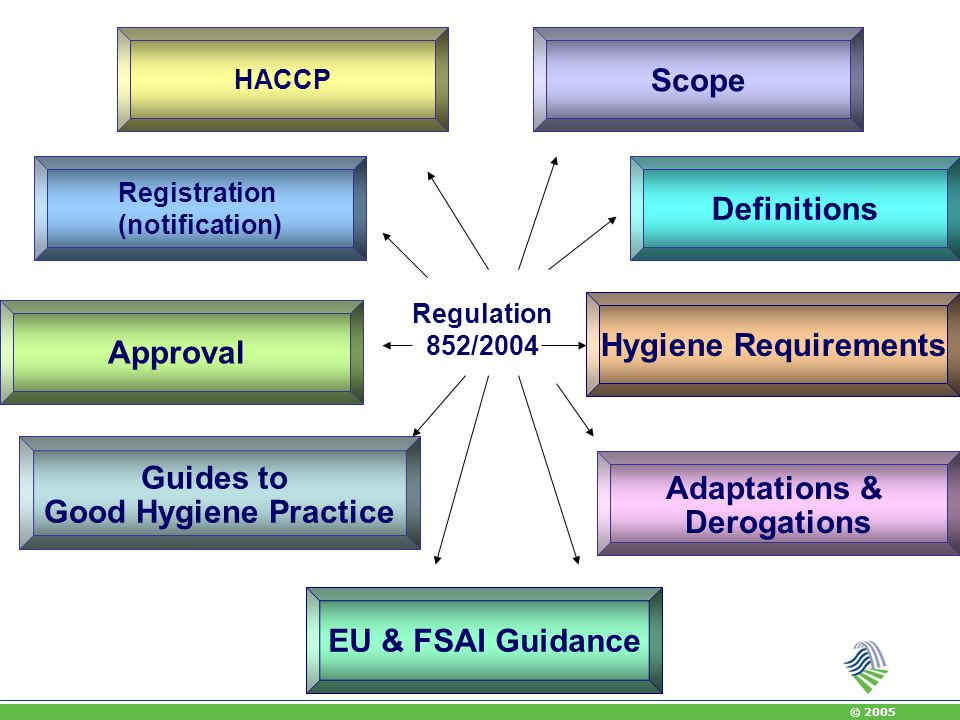 HACCP
Scope
Registration
(notification)
Definitions
Regulation
852/2004
Approval
Hygiene Requirements
Guides to
Good Hygiene Practice
Adaptations &
Derogations
EU & FSAI Guidance
© 2005